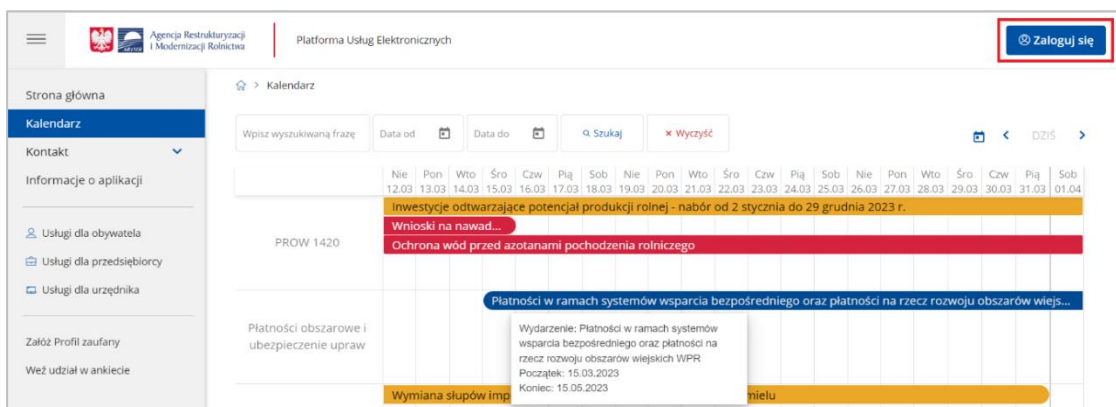 Agencja Restrukturyzacji
i Modernizacji Rolnictwa
Platforma Usług Elektronicznych
Zaloguj się
Strona główna
Kalendarz
Kontakt
Informacje o aplikacji
Usługi dla obywatela
Usługi dla przedsiębiorcy
Usługi dla urzędnika
Załóż Profil zaufany
Weź udział w ankiecie
> Kalendarz
Wpisz wyszukiwaną frazę Data od Data do Szukaj × Wyczyść DZIŚ
Nie Pon Wto Śro Czw Pią Sob Nie Pon Wto Śro Czw Pią Sob Nie Pon Wto Śro Czw Pią Sob
12.03 13.03 14.03 15.03 16.03 17.03 18.03 19.03 20.03 21.03 22.03 23.03 24.03 25.03 26.03 27.03 28.03 29.03 30.03 31.03 01.04
PROW 1420
Inwestycje odtwarzające potencjał produkcji rolnej - nabór od 2 stycznia do 29 grudnia 2023 r.
Wnioski na nawad...
Ochrona wód przed azotanami pochodzenia rolniczego
Płatności obszarowe i
ubezpieczenie upraw
Płatności w ramach systemów wsparcia bezpośredniego oraz płatności na rzecz rozwoju obszarów wiejs...
Wydarzenie: Płatności w ramach systemów
wsparcia bezpośredniego oraz płatności na
rzecz rozwoju obszarów wiejskich WPR
Początek: 15.03.2023
Koniec: 15.05.2023
Wymiana słupów imp mielu